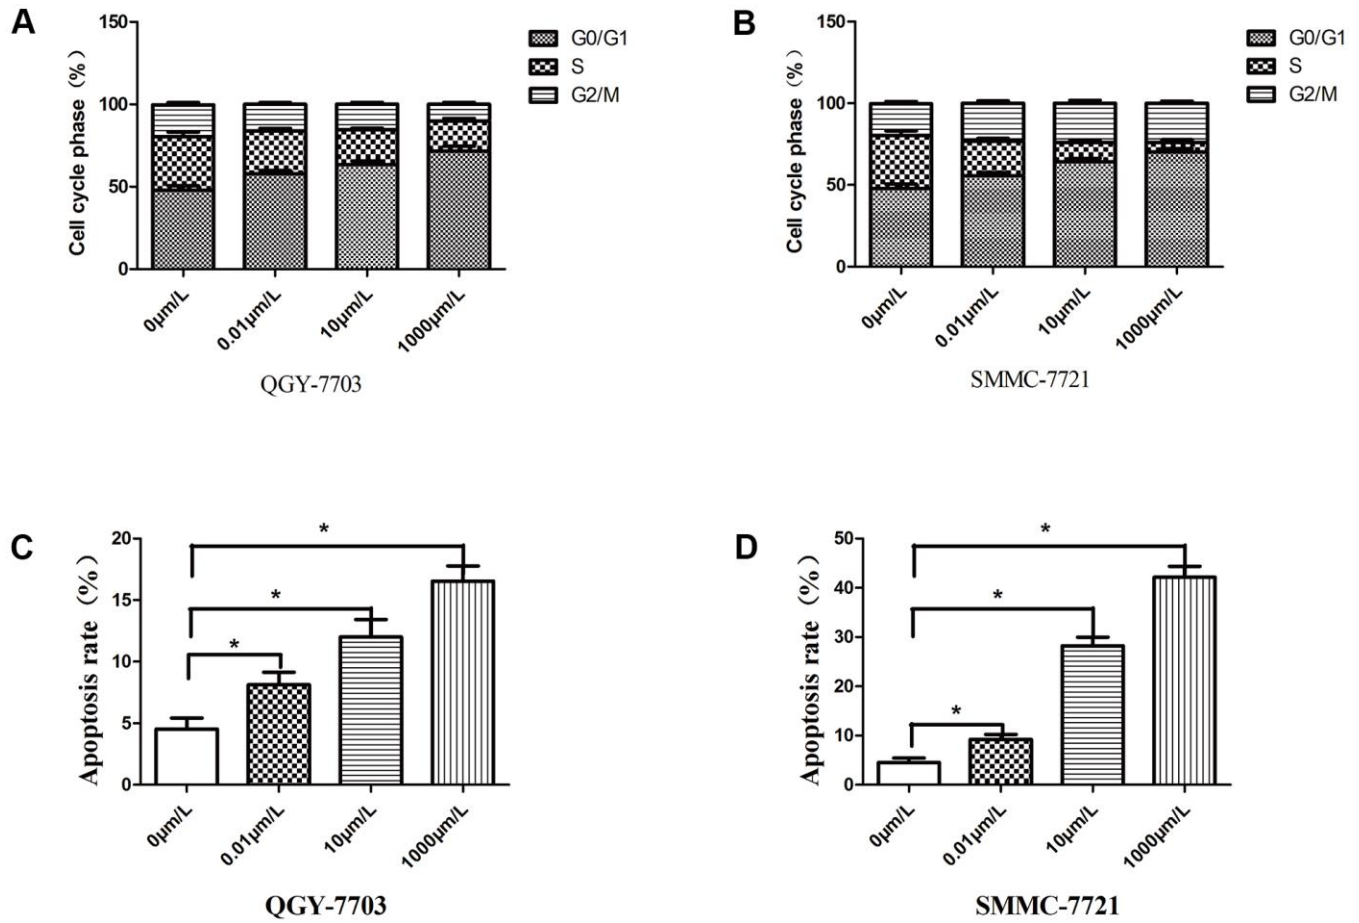 A
Cell cycle phase (%)
150
100
50
0
G0/G1
S
G2/M
0µm/L
0.01µm/L
10µm/L
1000µm/L
QGY-7703
B
Cell cycle phase (%)
150
100
50
0
G0/G1
S
G2/M
0µm/L
0.01µm/L
10µm/L
1000µm/L
SMMC-7721
C
Apoptosis rate (%)
20
15
10
5
0
*
*
*
0µm/L
0.01µm/L
10µm/L
1000µm/L
QGY-7703
D
Apoptosis rate (%)
50
40
30
20
10
0
*
*
*
0µm/L
0.01µm/L
10µm/L
1000µm/L
SMMC-7721